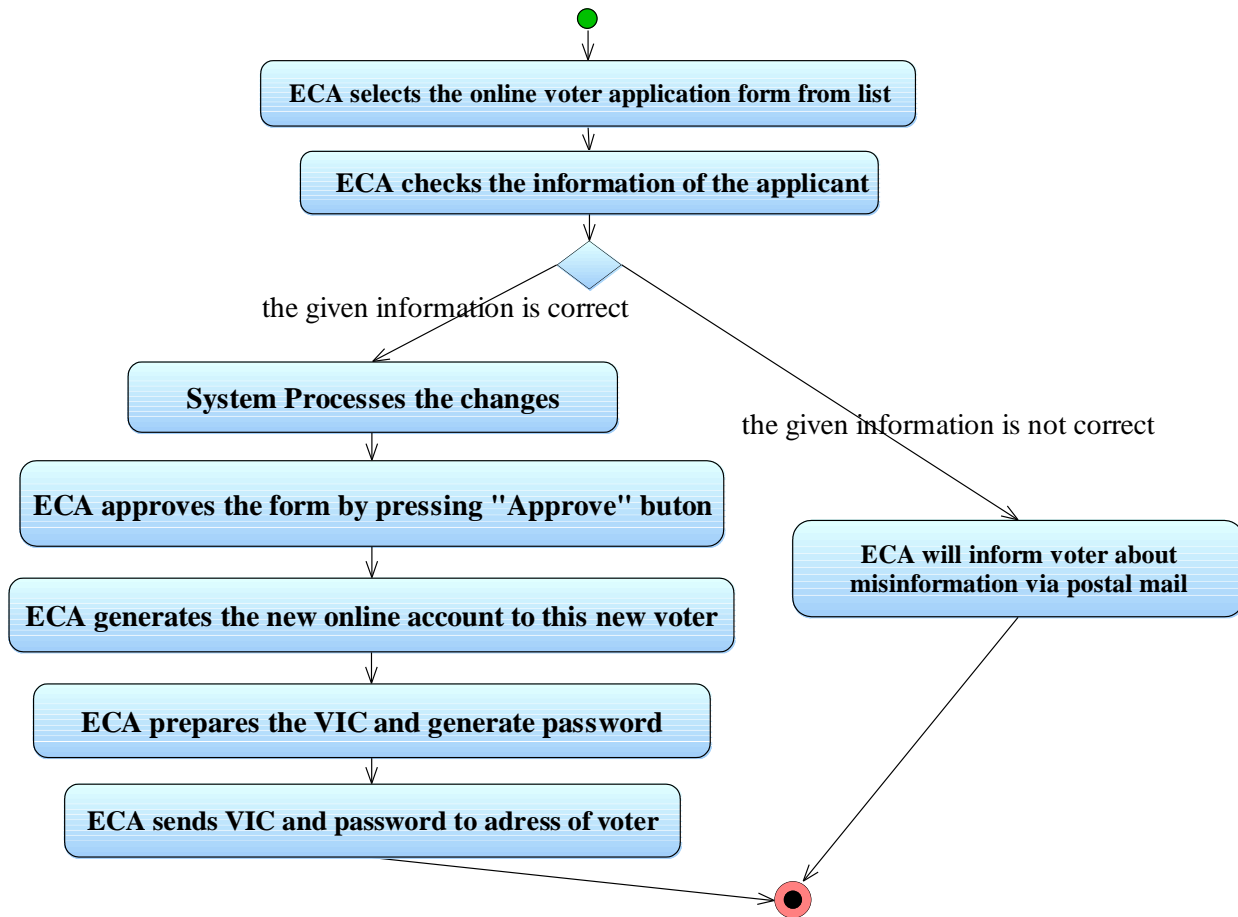 ECA selects the online voter application form from list
ECA checks the information of the applicant
the given information is correct
System Processes the changes
the given information is not correct
ECA approves the form by pressing "Approve" buton
ECA will inform voter about
misinformation via postal mail
ECA generates the new online account to this new voter
ECA prepares the VIC and generate password
ECA sends VIC and password to adress of voter